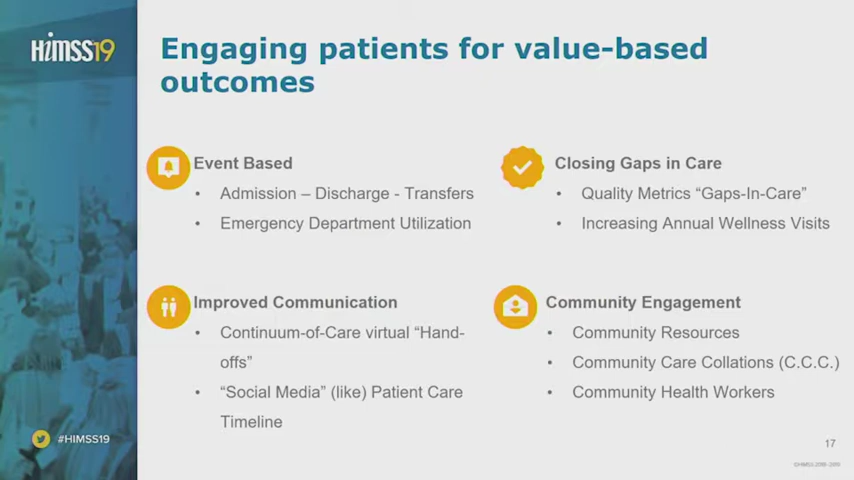 HiMSS19
Engaging patients for value-based
outcomes
Event Based
• Admission – Discharge - Transfers
• Emergency Department Utilization
Closing Gaps in Care
• Quality Metrics “Gaps-In-Care”
• Increasing Annual Wellness Visits
Improved Communication
• Continuum-of-Care virtual “Hand-
offs”
• “Social Media” (like) Patient Care
Timeline
Community Engagement
• Community Resources
• Community Care Collations (C.C.C.)
• Community Health Workers
#HIMSS19
17